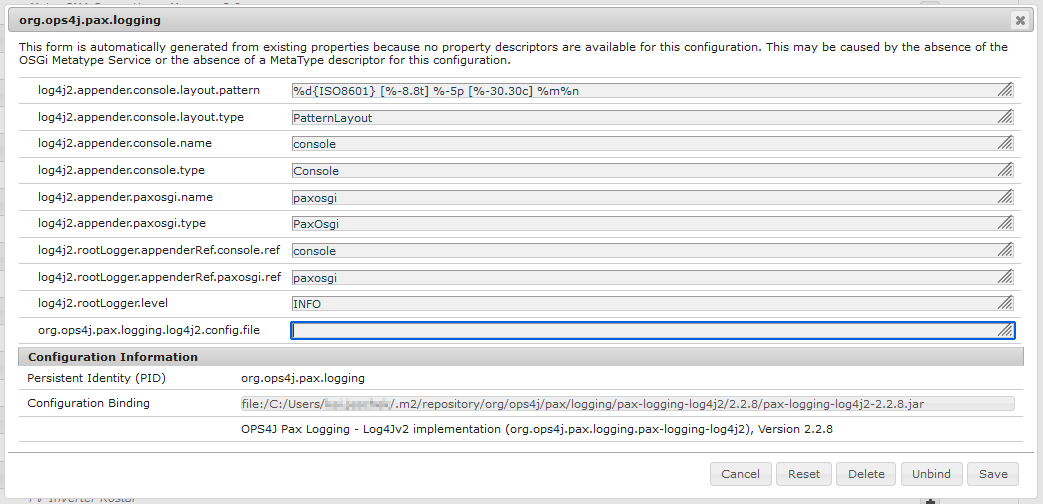 org.ops4j.pax.logging
This form is automatically generated from existing properties because no property descriptors are available for this configuration. This may be caused by the absence of the
OSGi Metatype Service or the absence of a MetaType descriptor for this configuration.
log4j2.appender.console.layout.pattern %d{ISO8601} [%-8.8t] %-5p [%-30.30c] %m%n
log4j2.appender.console.layout.type PatternLayout
log4j2.appender.console.name console
log4j2.appender.console.type Console
log4j2.appender.paxosgi.name paxosgi
log4j2.appender.paxosgi.type PaxOsgi
log4j2.rootLogger.appenderRef.console.ref console
log4j2.rootLogger.appenderRef.paxosgi.ref paxosgi
log4j2.rootLogger.level INFO
org.ops4j.pax.logging.log4j2.config.file
Configuration Information
Persistent Identity (PID) org.ops4j.pax.logging
Configuration Binding file:/C:/Users/ /.m2/repository/org/ops4j/pax/logging/pax-logging-log4j2/2.2.8/pax-logging-log4j2-2.2.8.jar
OPS4J Pax Logging - Log4Jv2 implementation (org.ops4j.pax.logging.pax-logging-log4j2), Version 2.2.8
Cancel Reset Delete Unbind Save